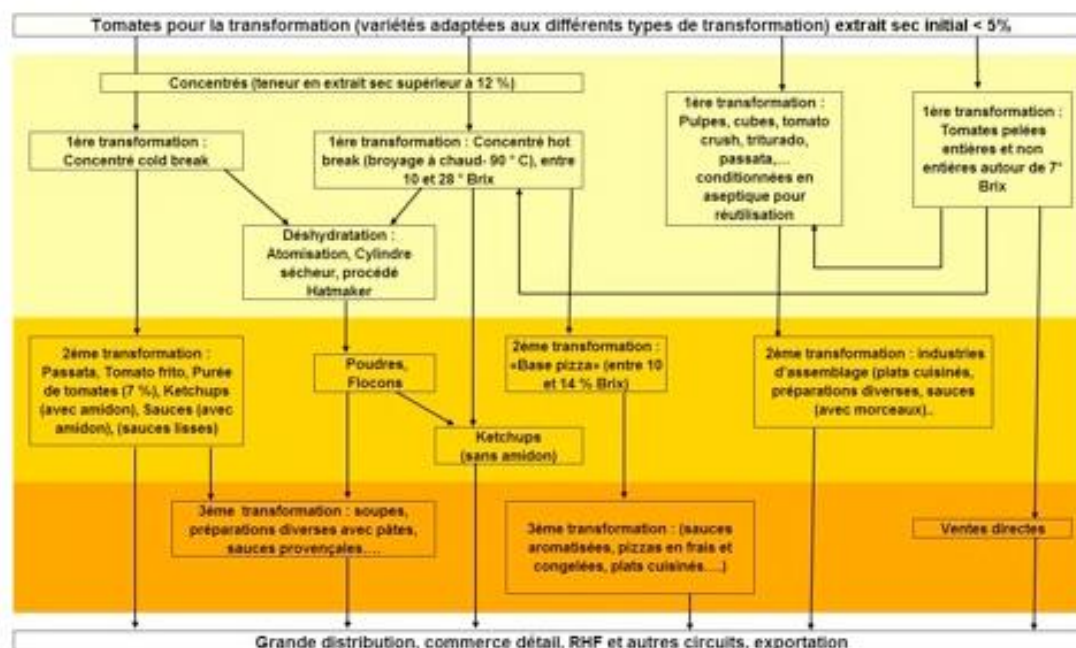 Tomates pour la transformation (variétés adaptées aux différents types de transformation) extrait sec initial < 5%
Concentrés (teneur en extrait sec supérieur à 12 %)
1ère transformation :
Concentré cold break
1ère transformation : Concentré hot
break (broyage à chaud- 90 ° C), entre
10 et 28 ° Brix
1ère transformation :
Pulpes, cubes, tomato
crush, triturado,
passata,...
conditionnées en
aseptique pour
réutilisation
1ère transformation :
Tomates pelées
entières et non
entières autour de 7°
Brix
Déshydratation :
Atomisation, Cylindre
sécheur, procédé
Hatmaker
2ème transformation :
Passata, Tomato frito, Purée
de tomates (7 %), Ketchups
(avec amidon), Sauces (avec
amidon), (sauces lisses)
Poudres,
Flocons
2ème transformation :
«Base pizza» (entre 10
et 14 % Brix)
2ème transformation : industries
d'assemblage (plats cuisinés,
préparations diverses, sauces
(avec morceaux)..
Ketchups
(sans amidon)
3ème transformation : soupes,
préparations diverses avec pâtes,
sauces provençales....
3ème transformation : (sauces
aromatisées, pizzas en frais et
congelées, plats cuisinés....)
Ventes directes
Grande distribution, commerce détail, RHF et autres circuits, exportation